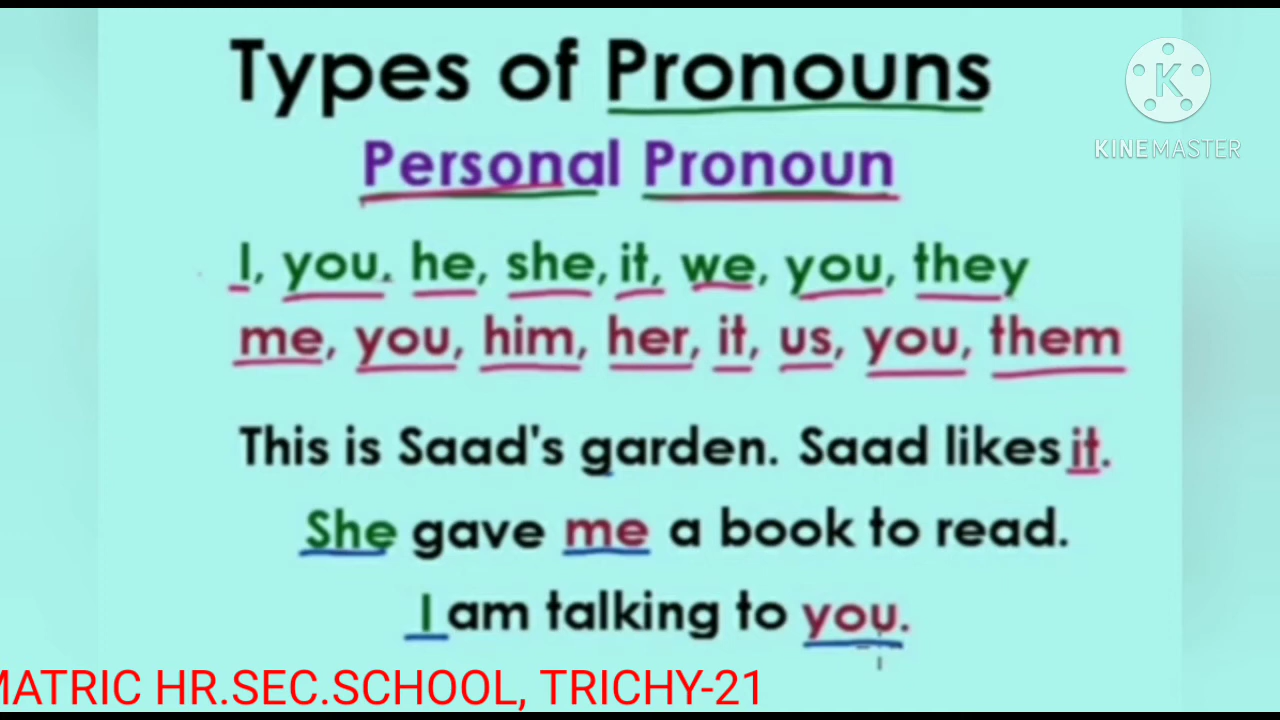 Types of Pronouns
KINEMASTER
Personal Pronoun
I, you, he, she, it, we, you, they
me, you, him, her, it, us, you, them
This is Saad's garden. Saad likes it.
She gave me a book to read.
I am talking to you.
MATRIC HR.SEC.SCHOOL, TRICHY-21